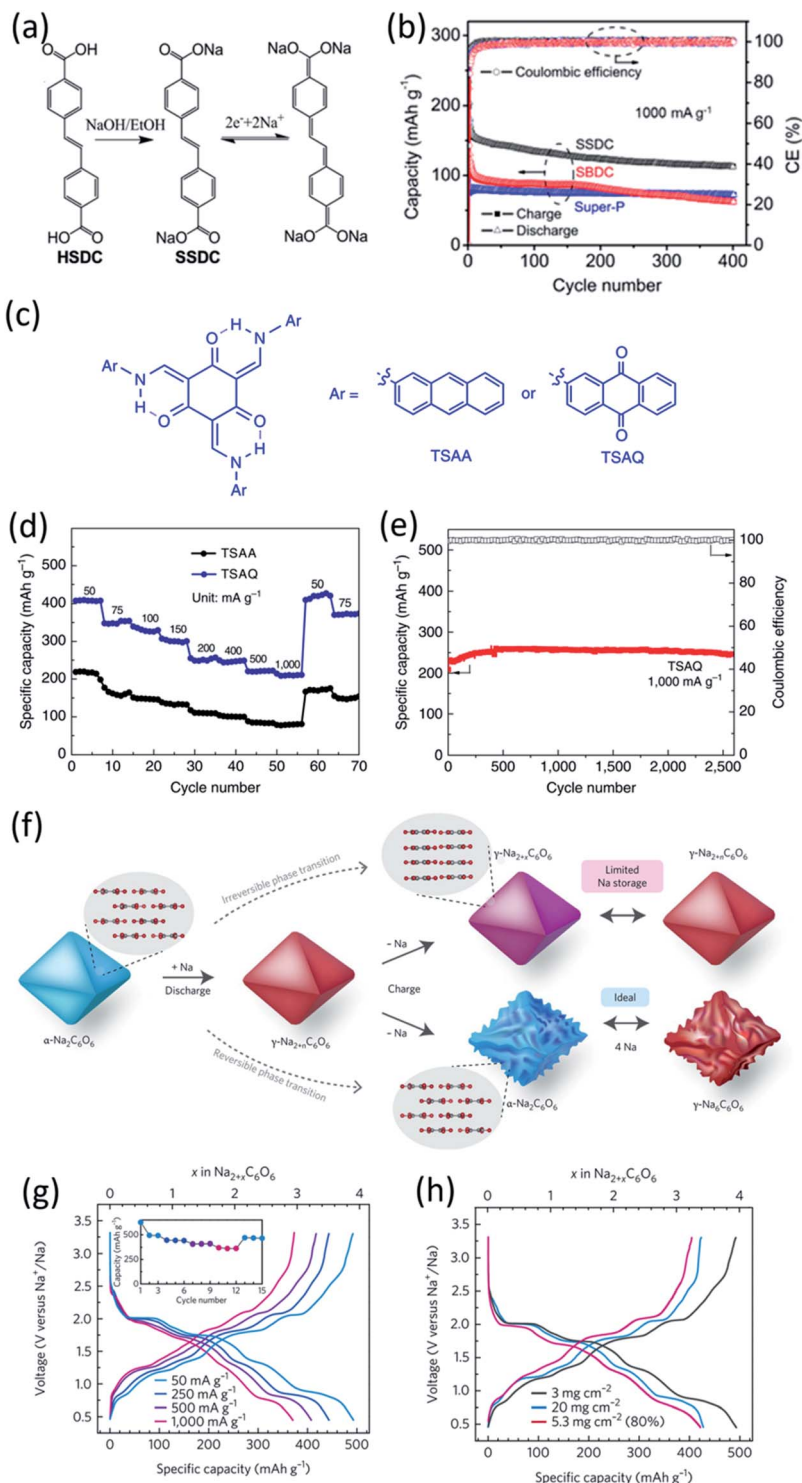 (a)
O
OH
O
ONa
NaO
ONa
NaOH/EtOH
2e⁻+2Na⁺
HO
O
NaO
O
NaO
ONa
HSDC
SSDC
(b)
300
200
150
100
0
100
80
60
40
20
0
Capacity (mAh g⁻¹)
CE (%)
Coulombic efficiency
1000 mA g⁻¹
SSDC
SBDC
Super-P
Charge
Discharge
0
100
200
300
400
Cycle number
(c)
H
Ar
O
N
Ar
N
H
O
O
H
N
Ar
Ar =
or
O
O
TSAA
TSAQ
(d)
500
400
300
200
100
0
Specific capacity (mAh g⁻¹)
TSAA
TSAQ
Unit: mA g⁻¹
50
75
100
150
200
400
500
1,000
50
75
0
10
20
30
40
50
60
70
Cycle number
(e)
500
400
300
200
100
0
Specific capacity (mAh g⁻¹)
100
80
60
40
20
0
Coulombic efficiency
TSAQ
1,000 mA g⁻¹
0
500
1,000
1,500
2,000
2,500
Cycle number
(f)
Irreversible phase transition
γ-Na₂₊ₓC₆O₆
Limited
Na storage
γ-Na₂₊ₙC₆O₆
+ Na
Discharge
- Na
Charge
- Na
α-Na₂C₆O₆
γ-Na₂₊ₙC₆O₆
Ideal
4 Na
Reversible phase transition
α-Na₂C₆O₆
γ-Na₆C₆O₆
(g)
x in Na₂₊ₓC₆O₆
0
1
2
3
4
3.5
3.0
2.5
2.0
1.5
1.0
0.5
Voltage (V versus Na⁺/Na)
Capacity (mAh g⁻¹)
500
250
0
1
3
6
9
12
15
Cycle number
50 mA g⁻¹
250 mA g⁻¹
500 mA g⁻¹
1,000 mA g⁻¹
0
100
200
300
400
500
Specific capacity (mAh g⁻¹)
(h)
x in Na₂₊ₓC₆O₆
0
1
2
3
4
3.5
3.0
2.5
2.0
1.5
1.0
0.5
Voltage (V versus Na⁺/Na)
3 mg cm⁻²
20 mg cm⁻²
5.3 mg cm⁻² (80%)
0
100
200
300
400
500
Specific capacity (mAh g⁻¹)